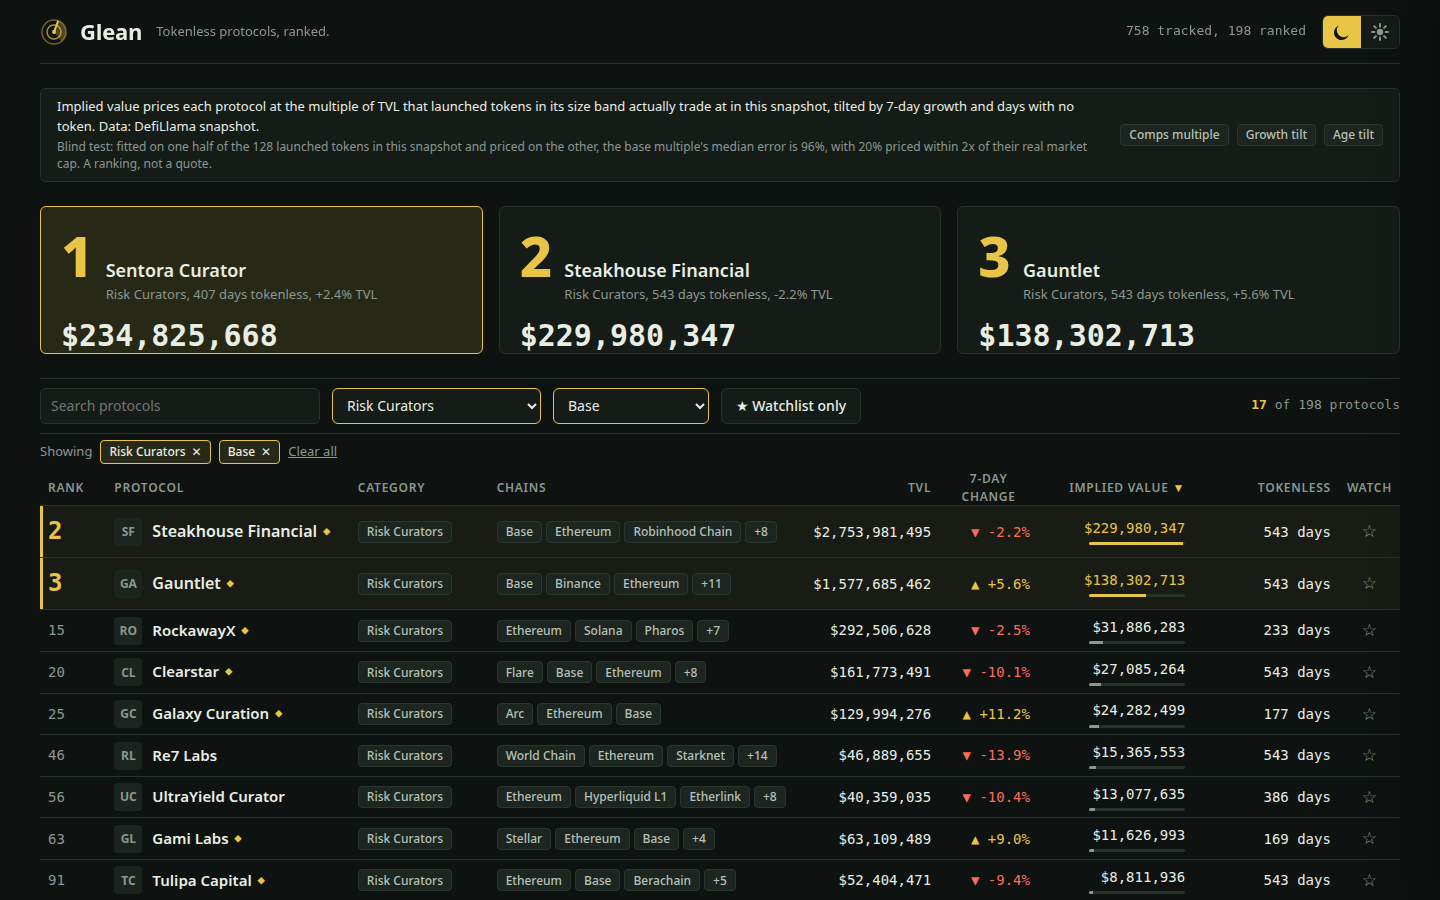 Glean Tokenless protocols, ranked. 758 tracked, 198 ranked
Implied value prices each protocol at the multiple of TVL that launched tokens in its size band actually trade at in this snapshot, tilted by 7-day growth and days with no
token. Data: DefiLlama snapshot.
Blind test: fitted on one half of the 128 launched tokens in this snapshot and priced on the other, the base multiple's median error is 96%, with 20% priced within 2x of their real market
cap. A ranking, not a quote.
Comps multiple Growth tilt Age tilt
1 Sentora Curator
Risk Curators, 407 days tokenless, +2.4% TVL
$234,825,668
2 Steakhouse Financial
Risk Curators, 543 days tokenless, -2.2% TVL
$229,980,347
3 Gauntlet
Risk Curators, 543 days tokenless, +5.6% TVL
$138,302,713
Search protocols Risk Curators Base ★ Watchlist only 17 of 198 protocols
Showing Risk Curators ✕ Base ✕ Clear all
RANK PROTOCOL CATEGORY CHAINS TVL 7-DAY CHANGE IMPLIED VALUE ▼ TOKENLESS WATCH
2 SF Steakhouse Financial ◆ Risk Curators Base Ethereum Robinhood Chain +8 $2,753,981,495 ▼ -2.2% $229,980,347 543 days ☆
3 GA Gauntlet ◆ Risk Curators Base Binance Ethereum +11 $1,577,685,462 ▲ +5.6% $138,302,713 543 days ☆
15 RO RockawayX ◆ Risk Curators Ethereum Solana Pharos +7 $292,506,628 ▼ -2.5% $31,886,283 233 days ☆
20 CL Clearstar ◆ Risk Curators Flare Base Ethereum +8 $161,773,491 ▼ -10.1% $27,085,264 543 days ☆
25 GC Galaxy Curation ◆ Risk Curators Arc Ethereum Base $129,994,276 ▲ +11.2% $24,282,499 177 days ☆
46 RL Re7 Labs Risk Curators World Chain Ethereum Starknet +14 $46,889,655 ▼ -13.9% $15,365,553 543 days ☆
56 UC UltraYield Curator Risk Curators Ethereum Hyperliquid L1 Etherlink +8 $40,359,035 ▼ -10.4% $13,077,635 386 days ☆
63 GL Gami Labs ◆ Risk Curators Stellar Ethereum Base +4 $63,109,489 ▲ +9.0% $11,626,993 169 days ☆
91 TC Tulipa Capital ◆ Risk Curators Ethereum Base Berachain +5 $52,404,471 ▼ -9.4% $8,811,936 543 days ☆